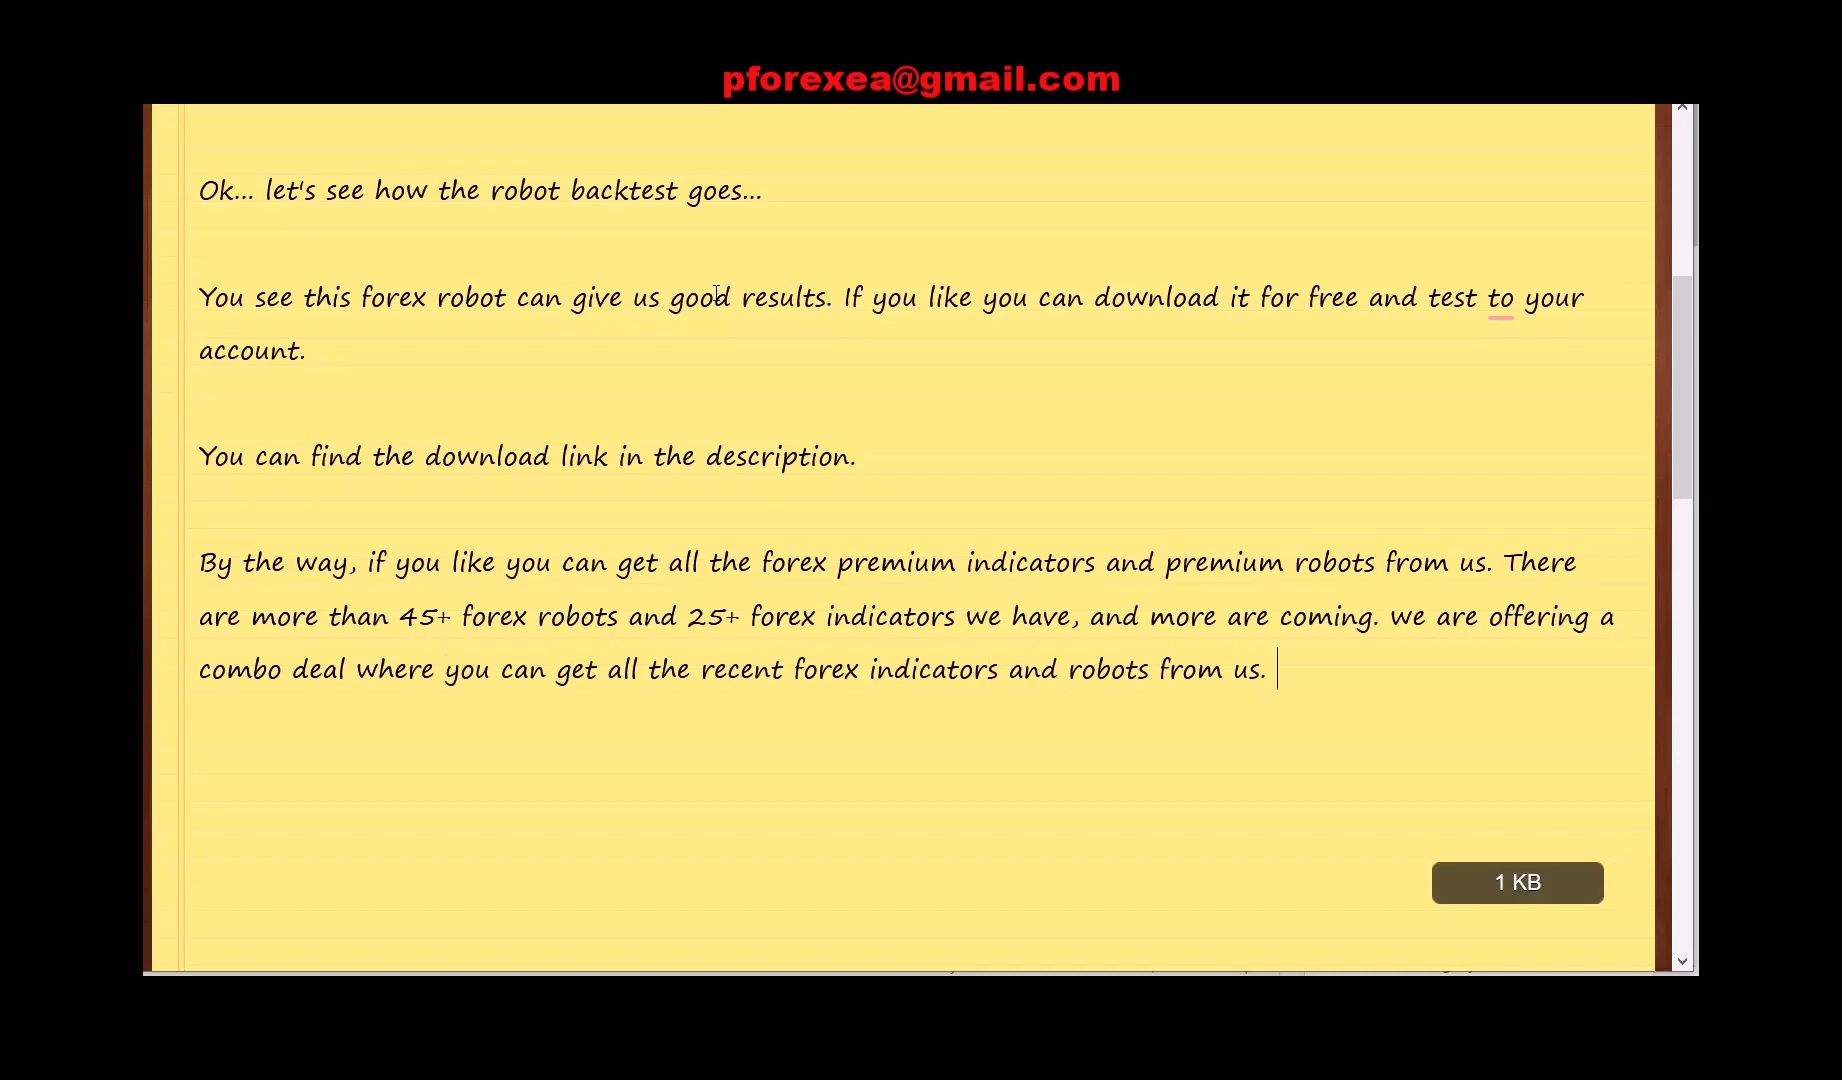 pforexea@gmail.com
Ok... let's see how the robot backtest goes...
You see this forex robot can give us good results. If you like you can download it for free and test to your
account.
You can find the download link in the description.
By the way, if you like you can get all the forex premium indicators and premium robots from us. There
are more than 45+ forex robots and 25+ forex indicators we have, and more are coming. we are offering a
combo deal where you can get all the recent forex indicators and robots from us.
1 KB